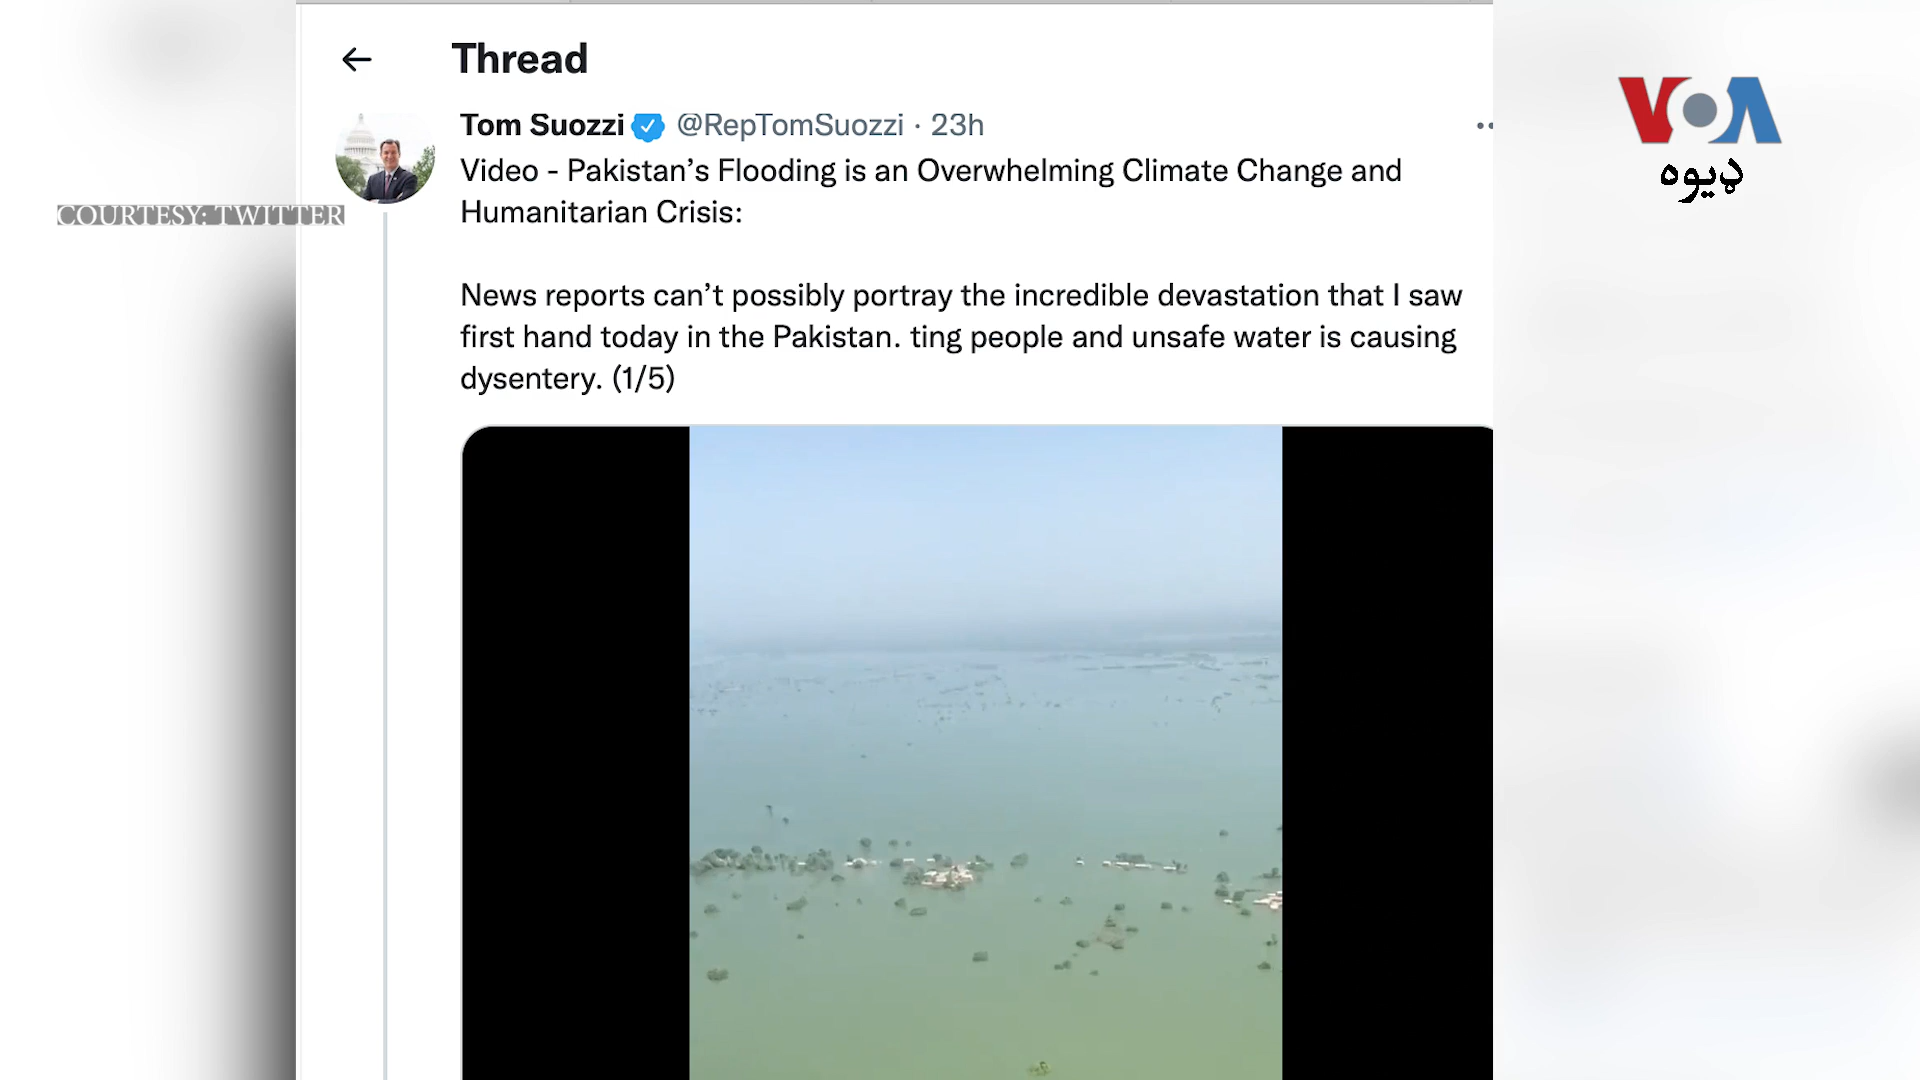 Thread
Tom Suozzi @RepTomSuozzi · 23h
Video - Pakistan’s Flooding is an Overwhelming Climate Change and
Humanitarian Crisis:
News reports can’t possibly portray the incredible devastation that I saw
first hand today in the Pakistan. ting people and unsafe water is causing
dysentery. (1/5)
COURTESY: TWITTER
VOA
ډیوه